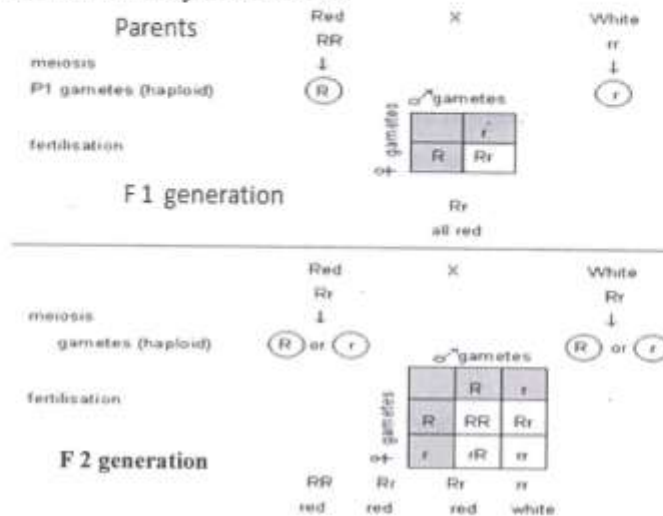 Parents Red X White
RR rr
meiosis ↓ ↓
P1 gametes (haploid) R r
♂ gametes
fertilisation ♀ gametes
r
R Rr
F 1 generation
Rr
all red
Red X White
Rr Rr
meiosis ↓ ↓
gametes (haploid) R or r R or r
♂ gametes
fertilisation ♀ gametes
R r
R RR Rr
r rR rr
F 2 generation
RR Rr Rr rr
red red red white